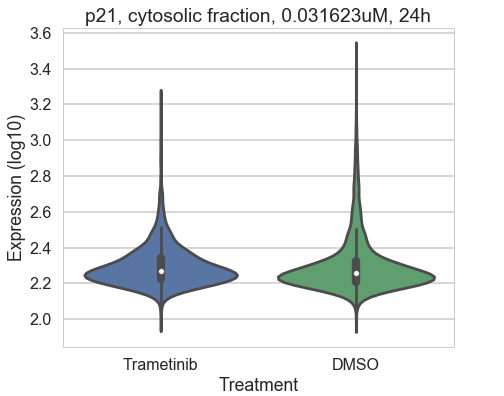 p21, cytosolic fraction, 0.031623uM, 24h
Expression (log10)
3.6
3.4
3.2
3.0
2.8
2.6
2.4
2.2
2.0
Trametinib DMSO
Treatment